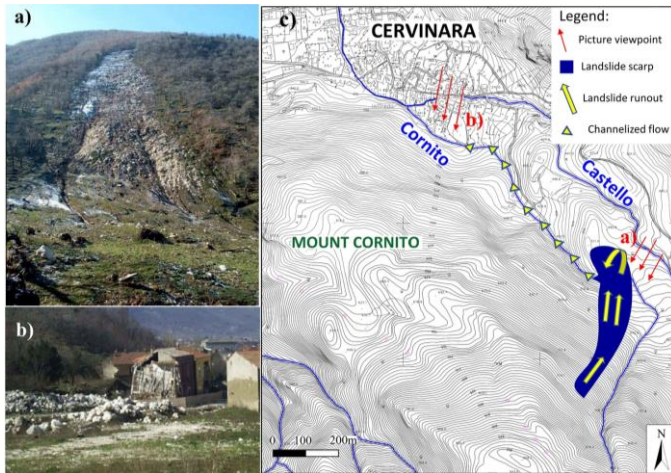 a)
b)
c)
CERVINARA
Legend:
Picture viewpoint
Landslide scarp
Landslide runout
Channelized flow
b)
Cornito
Castello
a)
MOUNT CORNITO
N
0
100
200m